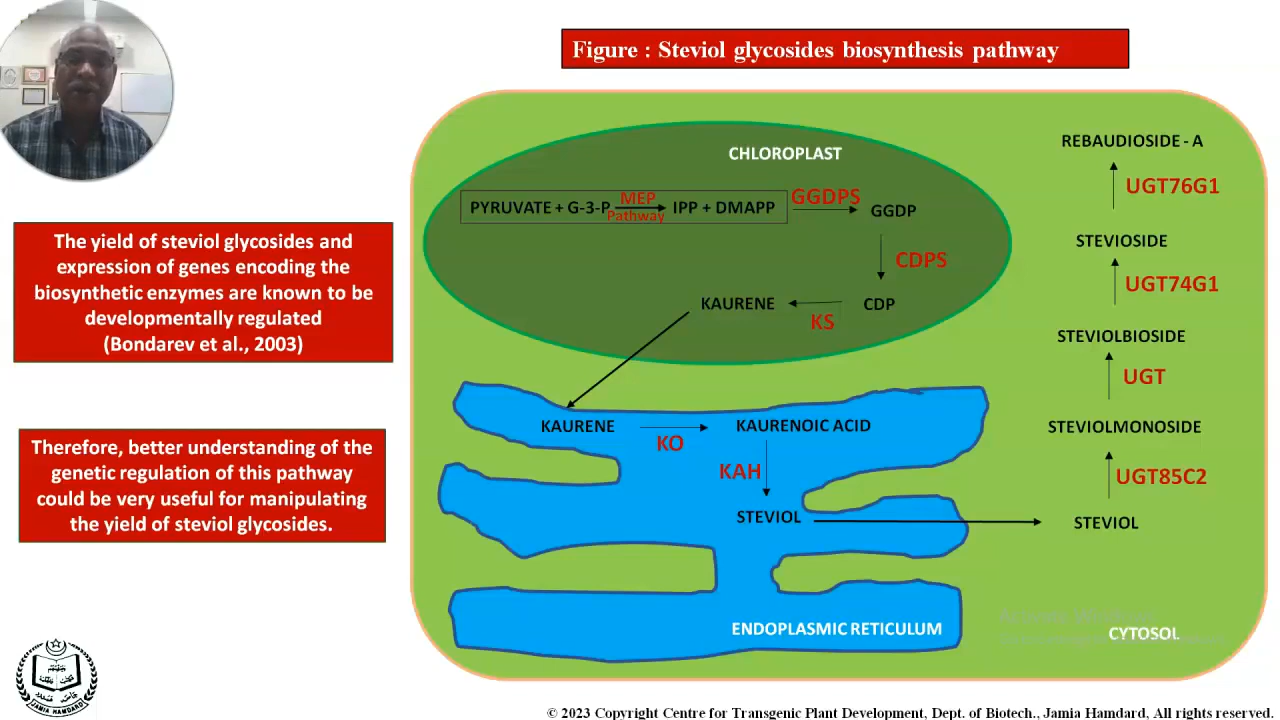 Figure : Steviol glycosides biosynthesis pathway
The yield of steviol glycosides and
expression of genes encoding the
biosynthetic enzymes are known to be
developmentally regulated
(Bondarev et al., 2003)
Therefore, better understanding of the
genetic regulation of this pathway
could be very useful for manipulating
the yield of steviol glycosides.
CHLOROPLAST
PYRUVATE + G-3-P
MEP
Pathway
IPP + DMAPP
GGDPS
GGDP
CDPS
CDP
KS
KAURENE
KAURENE
KO
KAURENOIC ACID
KAH
STEVIOL
ENDOPLASMIC RETICULUM
REBAUDIOSIDE - A
UGT76G1
STEVIOSIDE
UGT74G1
STEVIOLBIOSIDE
UGT
STEVIOLMONOSIDE
UGT85C2
STEVIOL
CYTOSOL
JAMIA HAMDARD
© 2023 Copyright Centre for Transgenic Plant Development, Dept. of Biotech., Jamia Hamdard, All rights reserved.